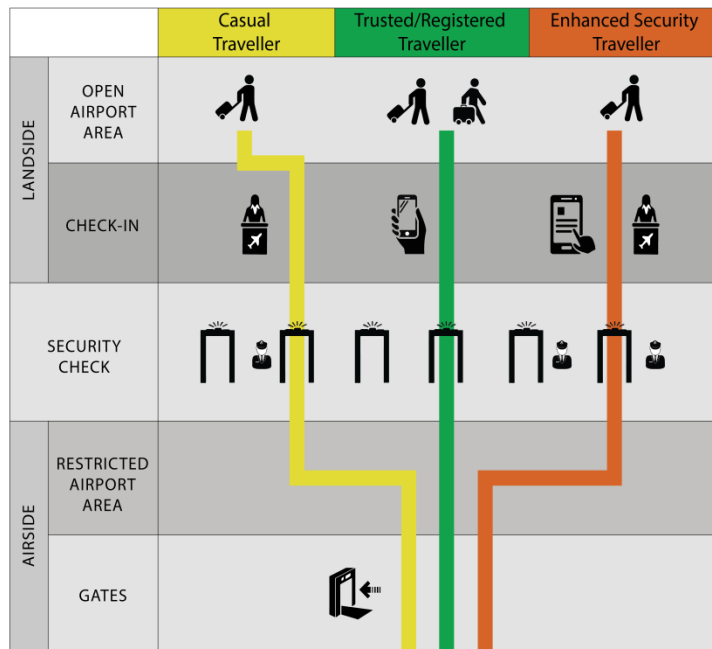 Casual
Traveller
Trusted/Registered
Traveller
Enhanced Security
Traveller
LANDSIDE
OPEN
AIRPORT
AREA
CHECK-IN
SECURITY
CHECK
AIRSIDE
RESTRICTED
AIRPORT
AREA
GATES